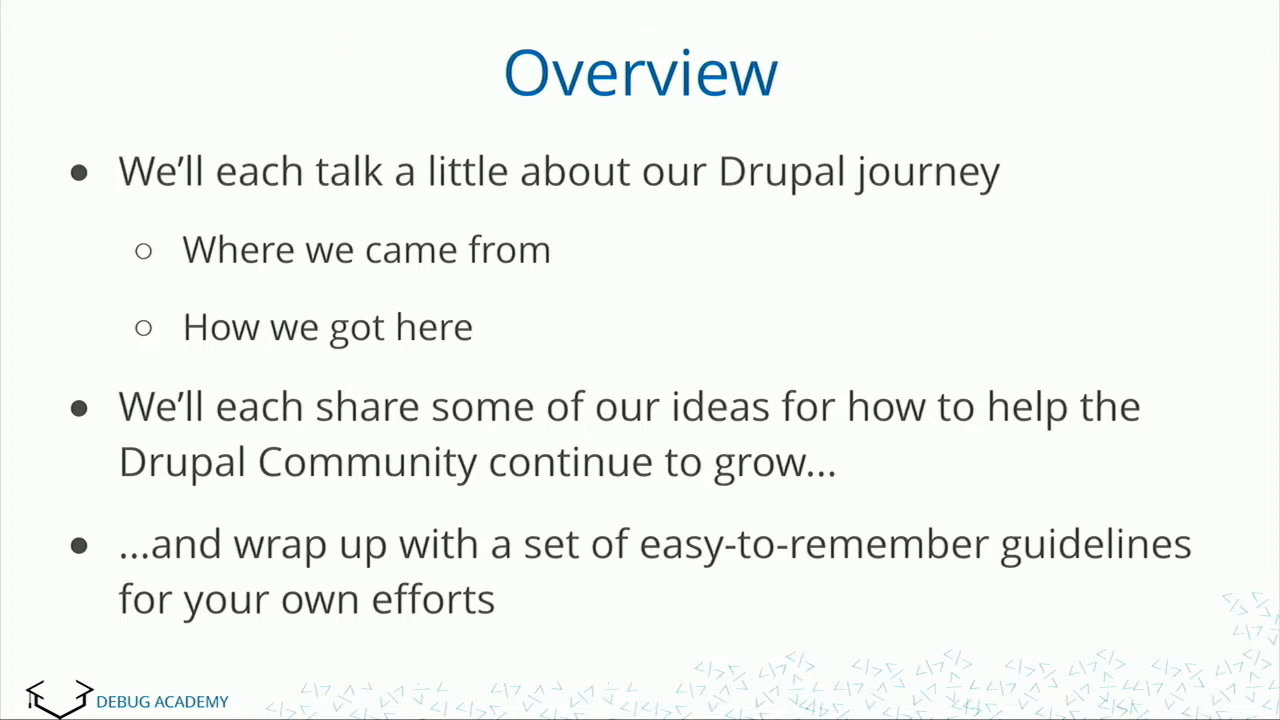 Overview
● We’ll each talk a little about our Drupal journey
○ Where we came from
○ How we got here
● We’ll each share some of our ideas for how to help the
Drupal Community continue to grow...
● ...and wrap up with a set of easy-to-remember guidelines
for your own efforts
DEBUG ACADEMY